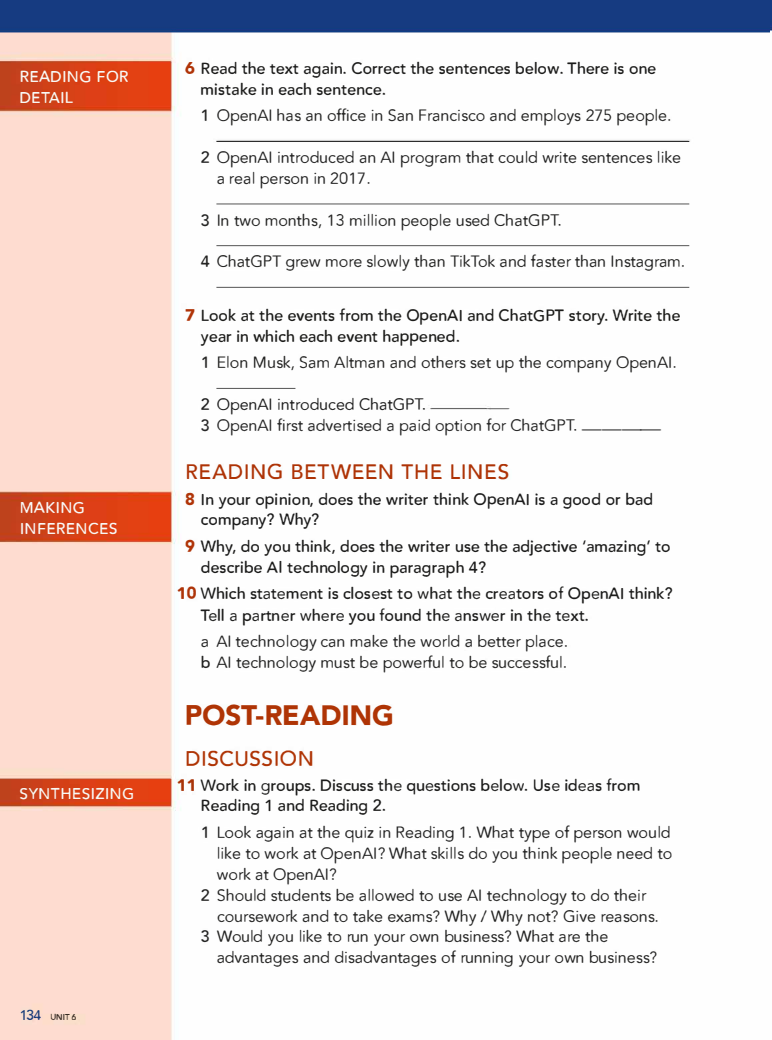 READING FOR
DETAIL
6 Read the text again. Correct the sentences below. There is one
mistake in each sentence.
1 OpenAI has an office in San Francisco and employs 275 people.
2 OpenAI introduced an AI program that could write sentences like
a real person in 2017.
3 In two months, 13 million people used ChatGPT.
4 ChatGPT grew more slowly than TikTok and faster than Instagram.
7 Look at the events from the OpenAI and ChatGPT story. Write the
year in which each event happened.
1 Elon Musk, Sam Altman and others set up the company OpenAI.
2 OpenAI introduced ChatGPT.
3 OpenAI first advertised a paid option for ChatGPT.
READING BETWEEN THE LINES
MAKING
INFERENCES
8 In your opinion, does the writer think OpenAI is a good or bad
company? Why?
9 Why, do you think, does the writer use the adjective ‘amazing’ to
describe AI technology in paragraph 4?
10 Which statement is closest to what the creators of OpenAI think?
Tell a partner where you found the answer in the text.
a AI technology can make the world a better place.
b AI technology must be powerful to be successful.
POST-READING
DISCUSSION
SYNTHESIZING
11 Work in groups. Discuss the questions below. Use ideas from
Reading 1 and Reading 2.
1 Look again at the quiz in Reading 1. What type of person would
like to work at OpenAI? What skills do you think people need to
work at OpenAI?
2 Should students be allowed to use AI technology to do their
coursework and to take exams? Why / Why not? Give reasons.
3 Would you like to run your own business? What are the
advantages and disadvantages of running your own business?
134 UNIT 6